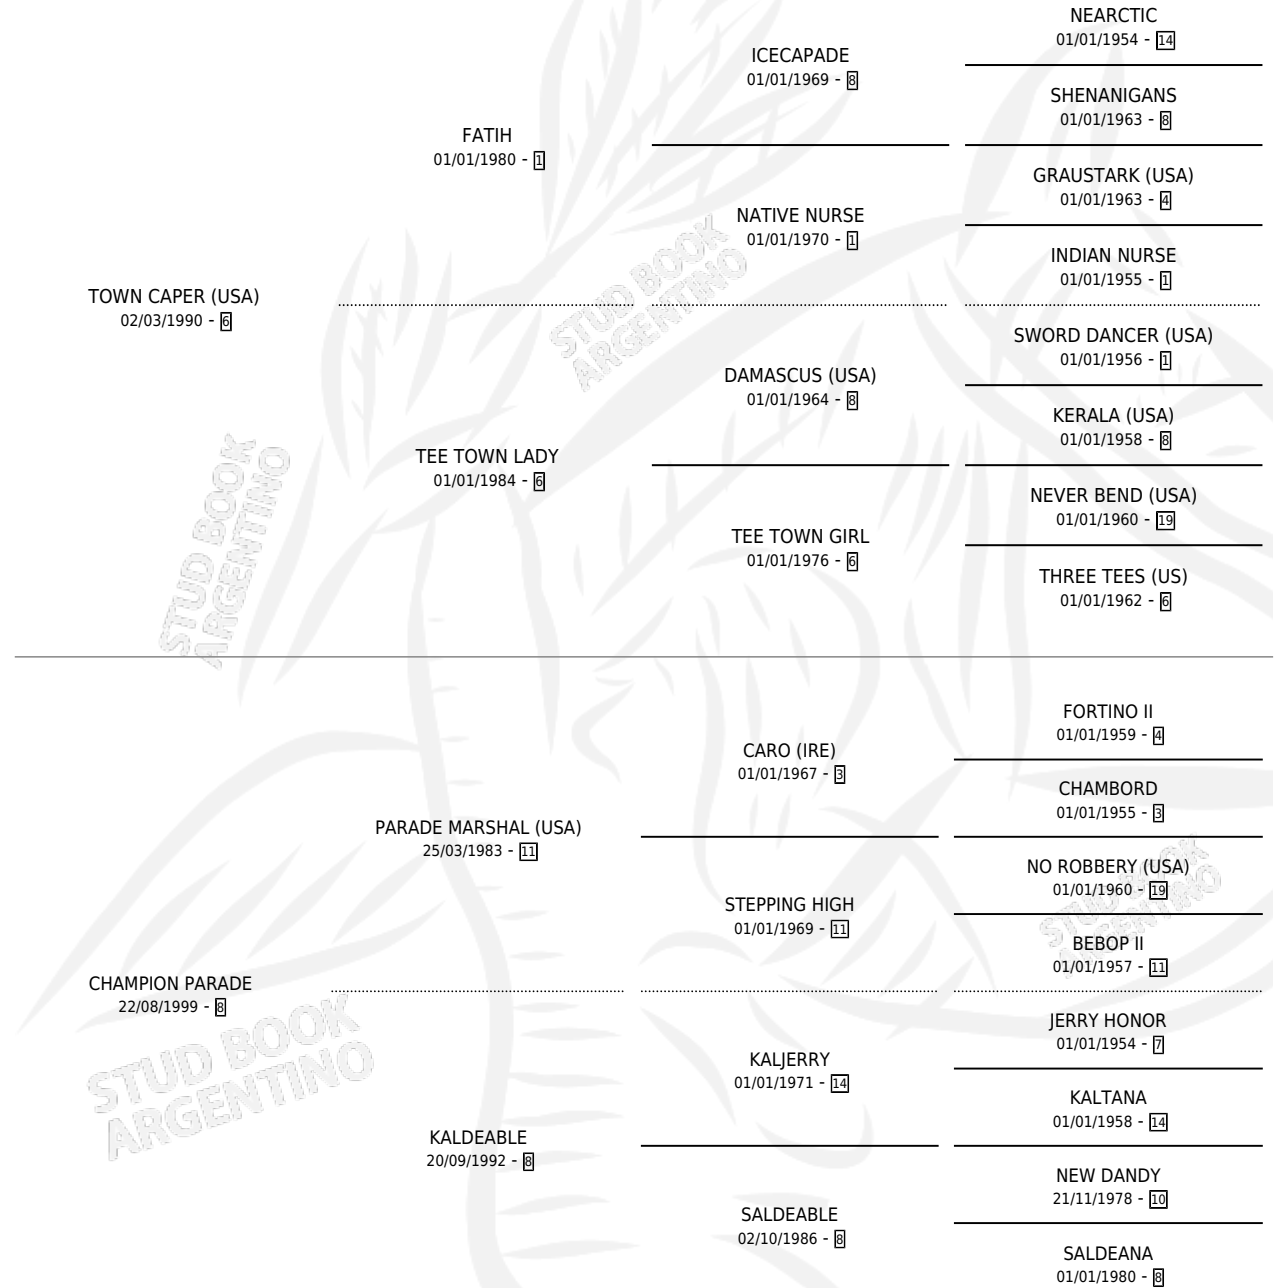 NEARCTIC
01/01/1954 - 14
ICECAPADE
01/01/1969 - 8
SHENANIGANS
01/01/1963 - 8
FATIH
01/01/1980 - 1
GRAUSTARK (USA)
01/01/1963 - 4
NATIVE NURSE
01/01/1970 - 1
INDIAN NURSE
01/01/1955 - 1
TOWN CAPER (USA)
02/03/1990 - 6
STUD BOOK
ARGENTINO
SWORD DANCER (USA)
01/01/1956 - 1
DAMASCUS (USA)
01/01/1964 - 8
KERALA (USA)
01/01/1958 - 8
TEE TOWN LADY
01/01/1984 - 6
NEVER BEND (USA)
01/01/1960 - 19
TEE TOWN GIRL
01/01/1976 - 6
THREE TEES (US)
01/01/1962 - 6
STUD BOOK
ARGENTINO
FORTINO II
01/01/1959 - 4
CARO (IRE)
01/01/1967 - 3
CHAMBORD
01/01/1955 - 3
PARADE MARSHAL (USA)
25/03/1983 - 11
NO ROBBERY (USA)
01/01/1960 - 19
STEPPING HIGH
01/01/1969 - 11
STUD BOOK
ARGENTINO
BEBOP II
01/01/1957 - 11
CHAMPION PARADE
22/08/1999 - 8
JERRY HONOR
01/01/1954 - 7
KALJERRY
01/01/1971 - 14
STUD BOOK
ARGENTINO
KALTANA
01/01/1958 - 14
KALDEABLE
20/09/1992 - 8
NEW DANDY
21/11/1978 - 10
SALDEABLE
02/10/1986 - 8
SALDEANA
01/01/1980 - 8